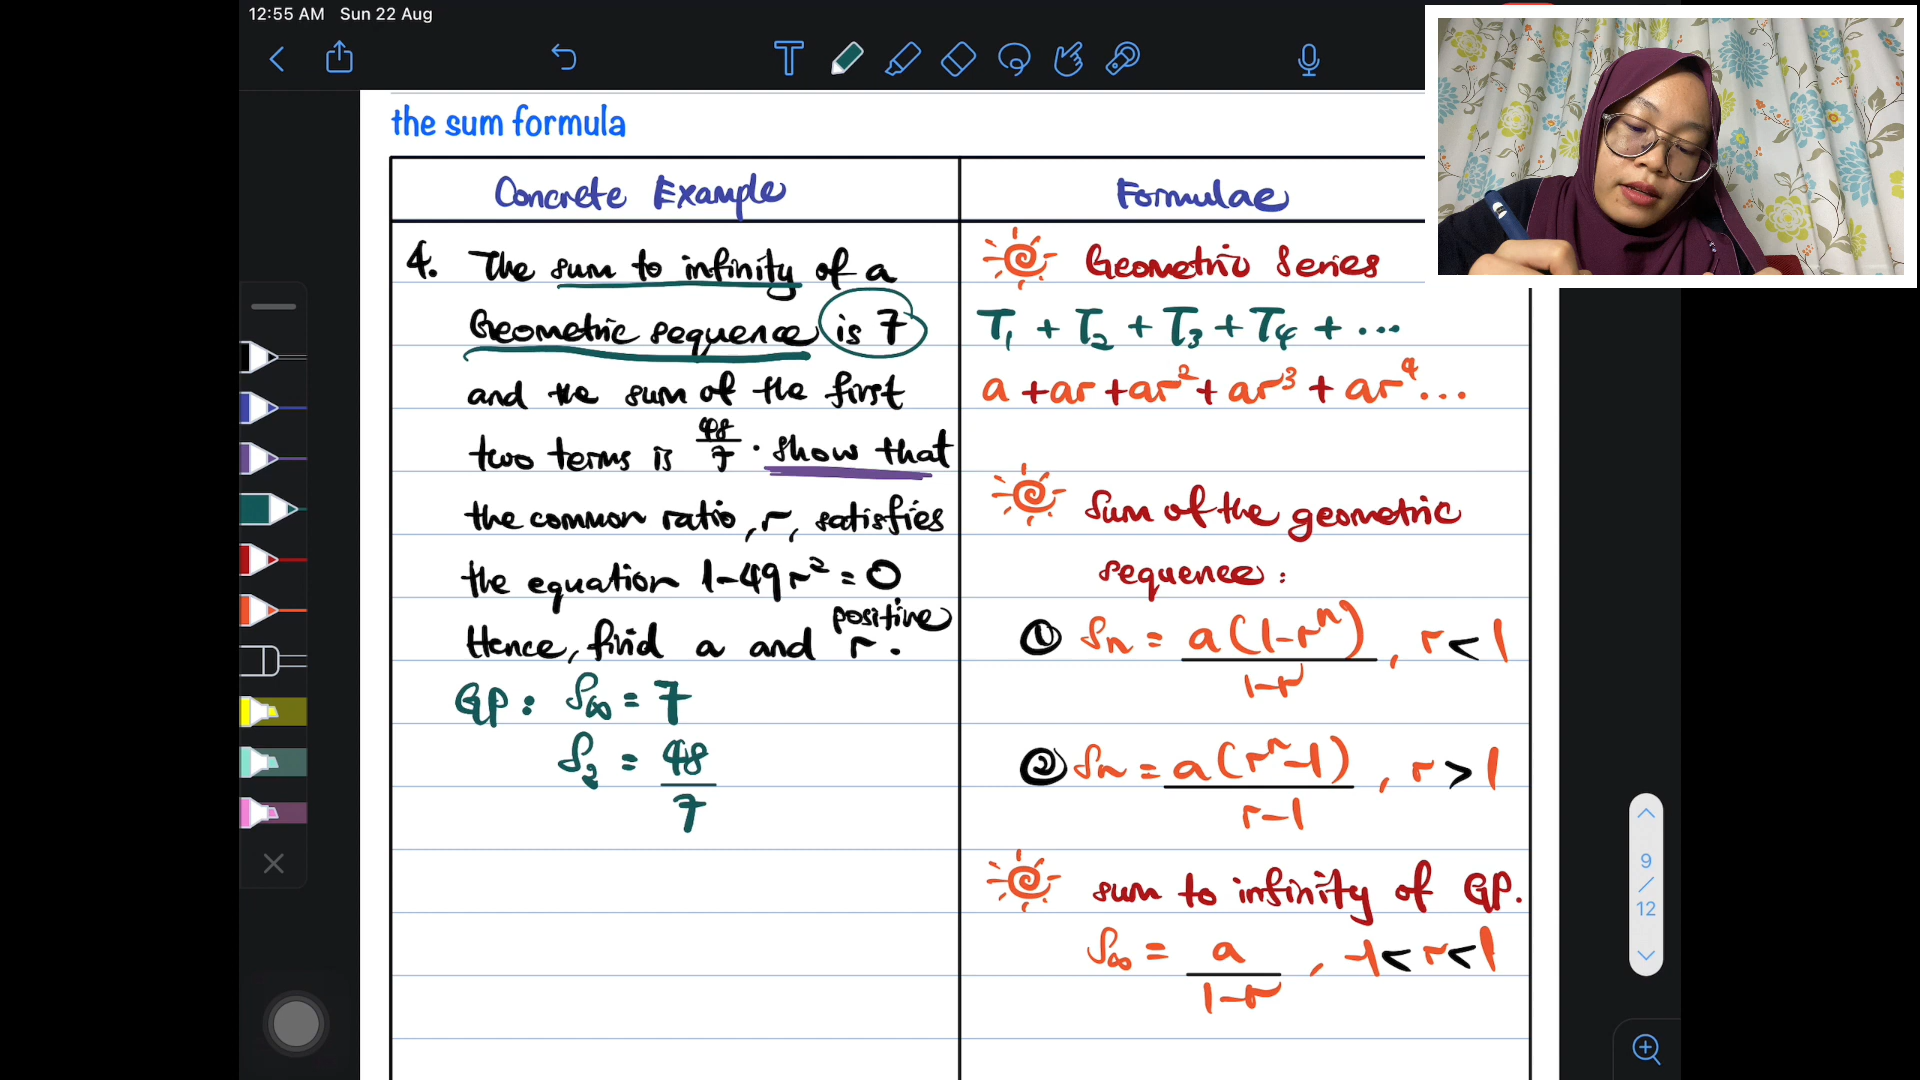 12:55 AM Sun 22 Aug
the sum formula
Concrete Example
4. The sum to infinity of a
Geometric sequence is 7
and the sum of the first
two terms is 48/7. show that
the common ratio, r, satisfies
the equation 1-49r² = 0
positive
Hence, find a and r.
GP: S∞ = 7
S₂ = 48/7
Formulae
Geometric Series
T₁ + T₂ + T₃ + T₄ + ...
a + ar + ar² + ar³ + ar⁴ ...
Sum of the geometric
sequence:
① Sn = a(1-rⁿ)/1-r, r < 1
② Sn = a(rⁿ-1)/r-1, r > 1
sum to infinity of GP.
S∞ = a/1-r, -1 < r < 1
9
/
12